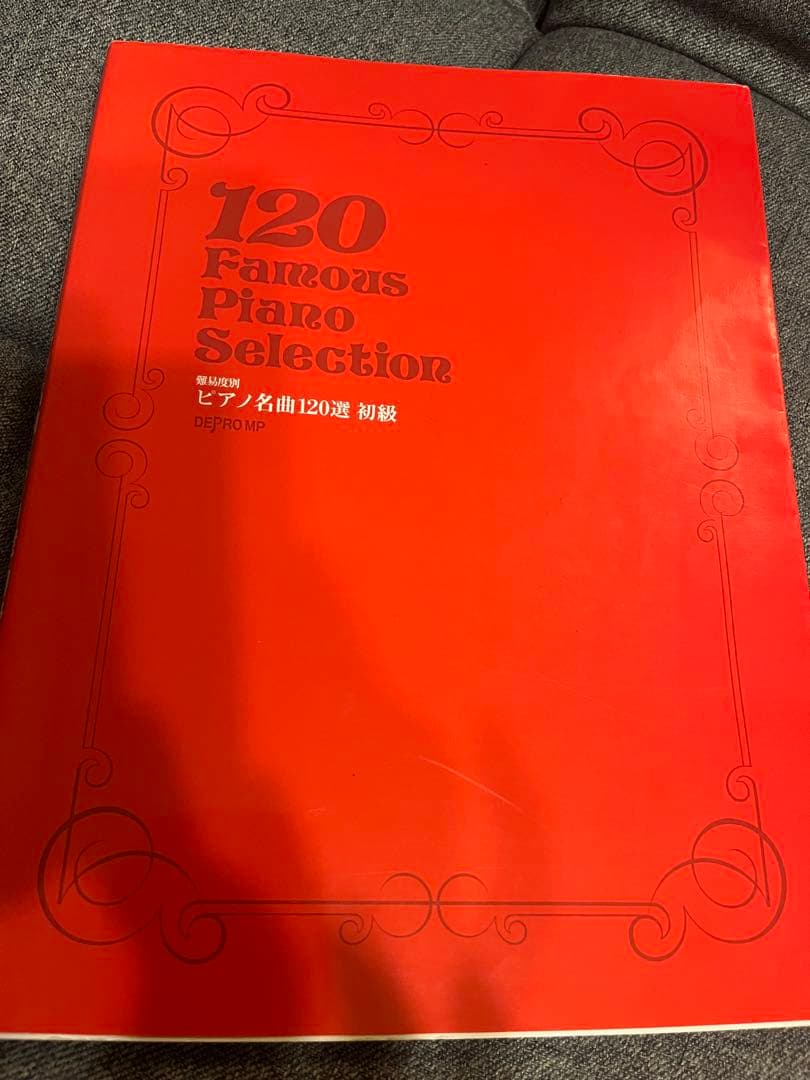 120
Famous
Piano
Selection
難易度別
ピアノ名曲120選 初級
DEPRO MP